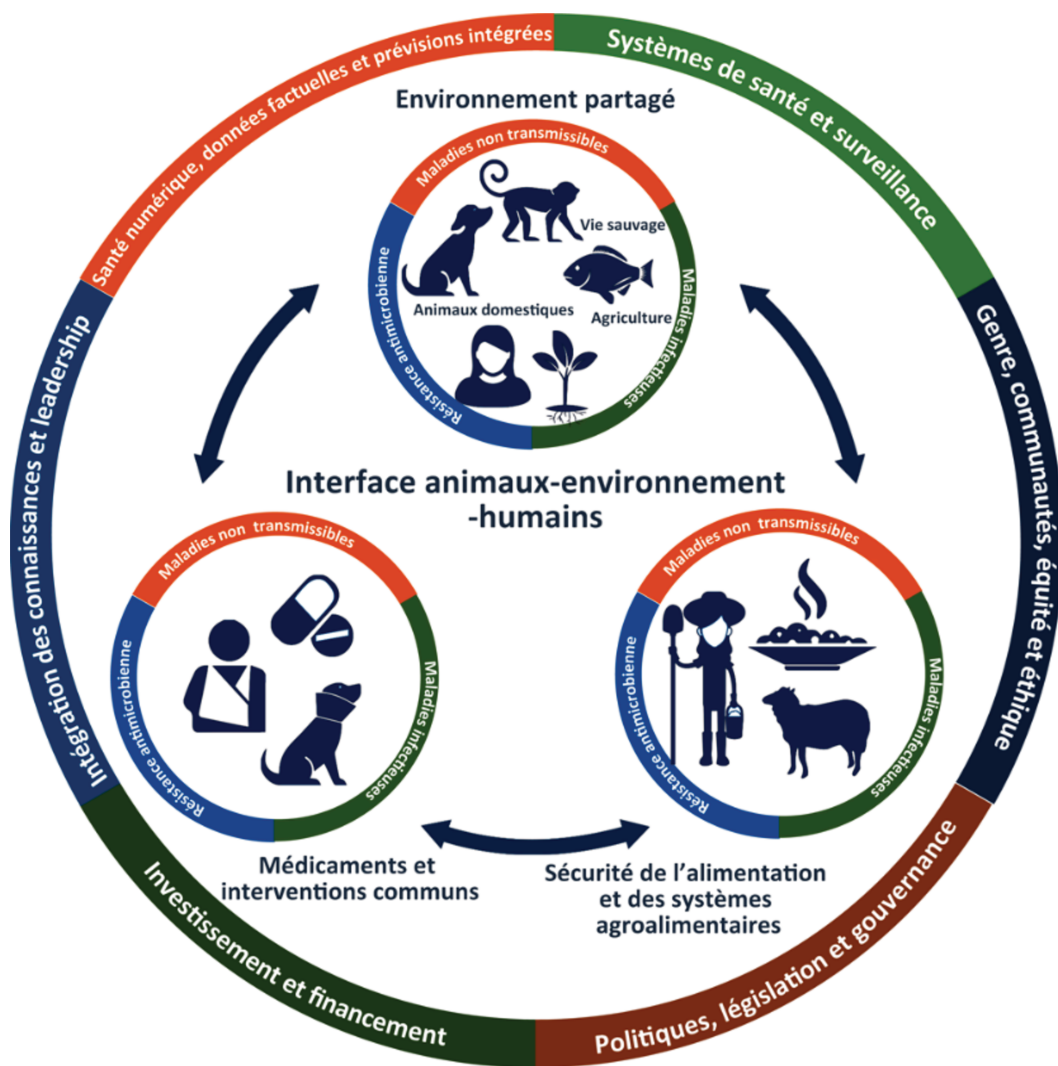 Santé numérique, données factuelles et prévisions intégrées
Systèmes de santé et surveillance
Genre, communautés, équité et éthique
Politiques, législation et gouvernance
Investissement et financement
Intégration des connaissances et leadership
Environnement partagé
Maladies non transmissibles
Maladies infectieuses
Résistance antimicrobienne
Vie sauvage
Animaux domestiques
Agriculture
Interface animaux-environnement
-humains
Maladies non transmissibles
Maladies infectieuses
Résistance antimicrobienne
Médicaments et
interventions communs
Maladies non transmissibles
Maladies infectieuses
Résistance antimicrobienne
Sécurité de l’alimentation
et des systèmes
agroalimentaires